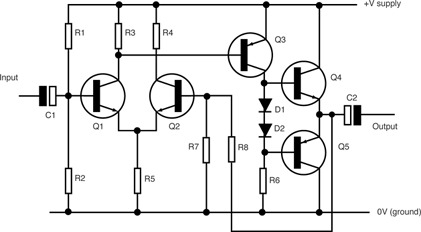 +V supply
R1
R3
R4
Q3
Input
Q4
C1
D1
C2
Q1
Q2
D2
Output
R7
R8
Q5
R2
R5
R6
0V (ground)